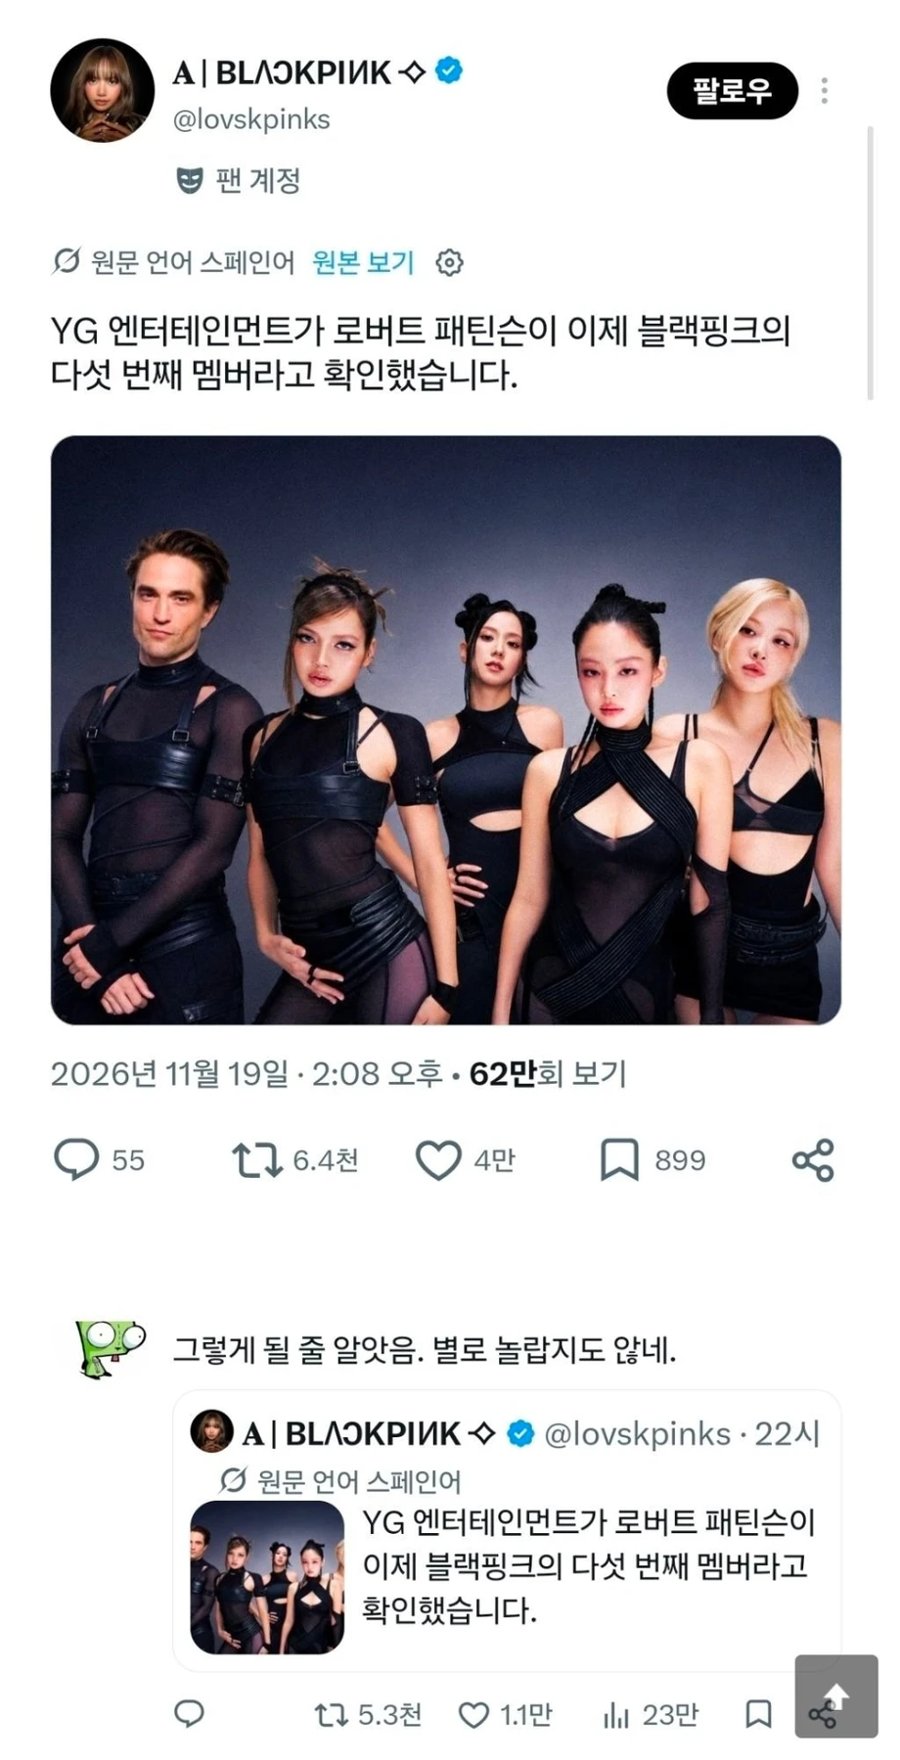 A | BLΛƆKPIИK ✧
@lovskpinks
팔로우
팬 계정
원문 언어 스페인어 원본 보기
YG 엔터테인먼트가 로버트 패틴슨이 이제 블랙핑크의
다섯 번째 멤버라고 확인했습니다.
2026년 11월 19일 · 2:08 오후 · 62만회 보기
55 6.4천 4만 899
그렇게 될 줄 알앗음. 별로 놀랍지도 않네.
A | BLΛƆKPIИK ✧ @lovskpinks · 22시
원문 언어 스페인어
YG 엔터테인먼트가 로버트 패틴슨이
이제 블랙핑크의 다섯 번째 멤버라고
확인했습니다.
5.3천 1.1만 23만